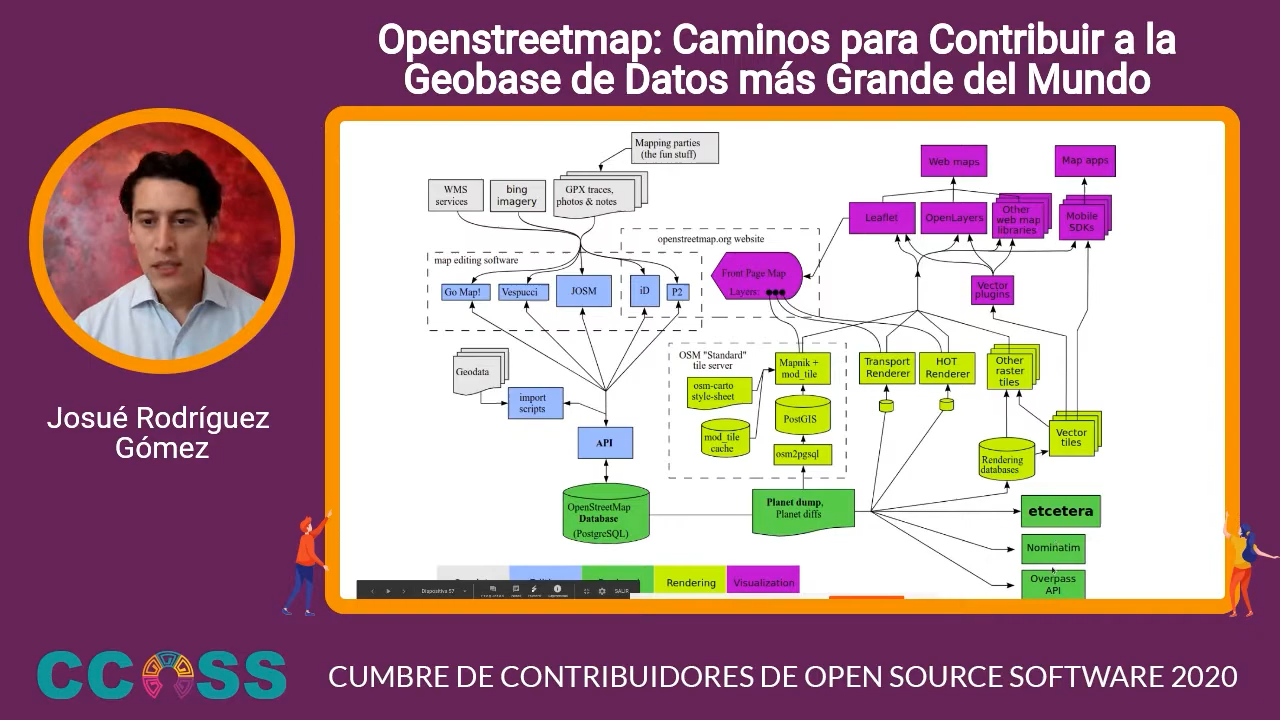 Openstreetmap: Caminos para Contribuir a la
Geobase de Datos más Grande del Mundo
Josué Rodríguez
Gómez
Mapping parties
(the fun stuff)
WMS
services
bing
imagery
GPX traces,
photos & notes
openstreetmap.org website
map editing software
Go Map!
Vespucci
JOSM
iD
P2
Front Page Map
Layers:
Web maps
Map apps
Leaflet
OpenLayers
Other
web map
libraries
Mobile
SDKs
Vector
plugins
Geodata
import
scripts
API
OpenStreetMap
Database
(PostgreSQL)
OSM "Standard"
tile server
osm-carto
style-sheet
mod_tile
cache
Mapnik +
mod_tile
PostGIS
osm2pgsql
Transport
Renderer
HOT
Renderer
Other
raster
tiles
Vector
tiles
Rendering
databases
Planet dump,
Planet diffs
etcetera
Nominatim
Overpass
API
Rendering
Visualization
Diapositiva 57
SALIR
CCOSS
CUMBRE DE CONTRIBUIDORES DE OPEN SOURCE SOFTWARE 2020